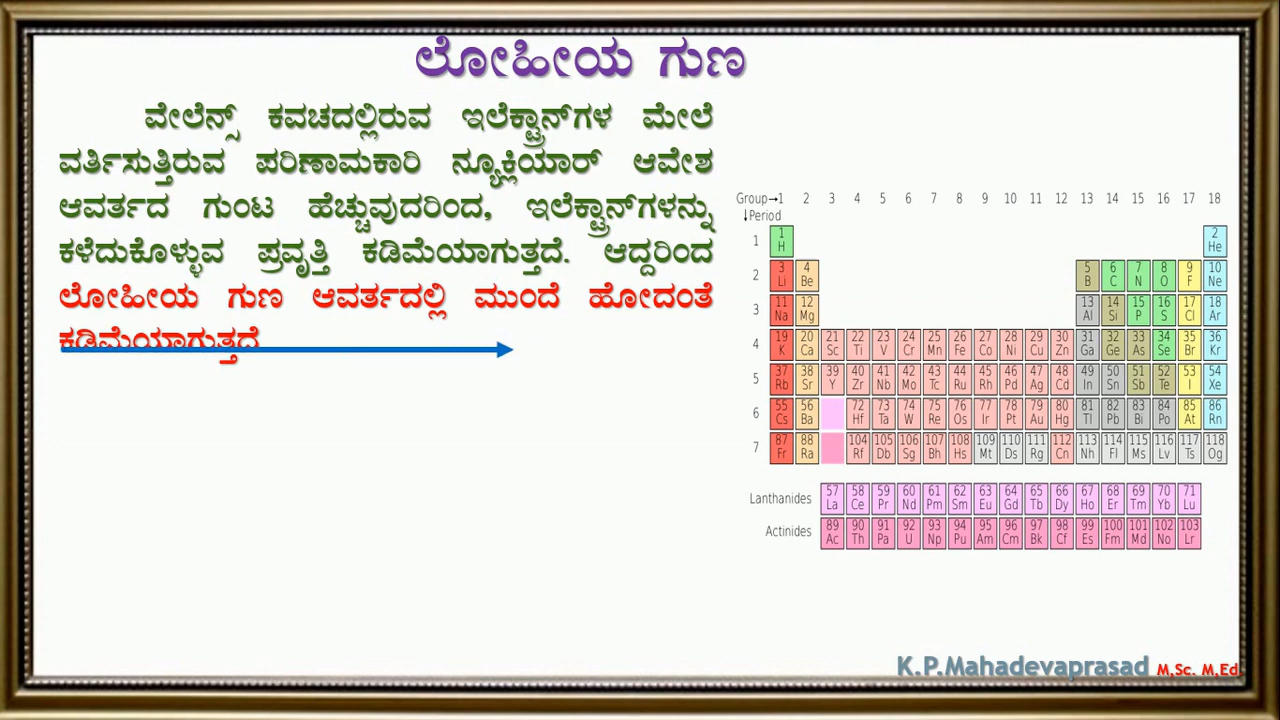 ಲೋಹೀಯ ಗುಣ
ವೇಲೆನ್ಸ್ ಕವಚದಲ್ಲಿರುವ ಇಲೆಕ್ಟ್ರಾನ್‌ಗಳ ಮೇಲೆ
ವರ್ತಿಸುತ್ತಿರುವ ಪರಿಣಾಮಕಾರಿ ನ್ಯೂಕ್ಲಿಯಾರ್ ಆವೇಶ
ಆವರ್ತದ ಗುಂಟ ಹೆಚ್ಚುವುದರಿಂದ, ಇಲೆಕ್ಟ್ರಾನ್‌ಗಳನ್ನು
ಕಳೆದುಕೊಳ್ಳುವ ಪ್ರವೃತ್ತಿ ಕಡಿಮೆಯಾಗುತ್ತದೆ. ಆದ್ದರಿಂದ
ಲೋಹೀಯ ಗುಣ ಆವರ್ತದಲ್ಲಿ ಮುಂದೆ ಹೋದಂತೆ
ಕಡಿಮೆಯಾಗುತ್ತದೆ
Group→1 2 3 4 5 6 7 8 9 10 11 12 13 14 15 16 17 18
↓Period
1 1 2
H He
2 3 4 5 6 7 8 9 10
Li Be B C N O F Ne
3 11 12 13 14 15 16 17 18
Na Mg Al Si P S Cl Ar
4 19 20 21 22 23 24 25 26 27 28 29 30 31 32 33 34 35 36
K Ca Sc Ti V Cr Mn Fe Co Ni Cu Zn Ga Ge As Se Br Kr
5 37 38 39 40 41 42 43 44 45 46 47 48 49 50 51 52 53 54
Rb Sr Y Zr Nb Mo Tc Ru Rh Pd Ag Cd In Sn Sb Te I Xe
6 55 56 72 73 74 75 76 77 78 79 80 81 82 83 84 85 86
Cs Ba Hf Ta W Re Os Ir Pt Au Hg Tl Pb Bi Po At Rn
7 87 88 104 105 106 107 108 109 110 111 112 113 114 115 116 117 118
Fr Ra Rf Db Sg Bh Hs Mt Ds Rg Cn Nh Fl Ms Lv Ts Og
Lanthanides 57 58 59 60 61 62 63 64 65 66 67 68 69 70 71
La Ce Pr Nd Pm Sm Eu Gd Tb Dy Ho Er Tm Yb Lu
Actinides 89 90 91 92 93 94 95 96 97 98 99 100 101 102 103
Ac Th Pa U Np Pu Am Cm Bk Cf Es Fm Md No Lr
K.P.Mahadevaprasad M,Sc. M,Ed.